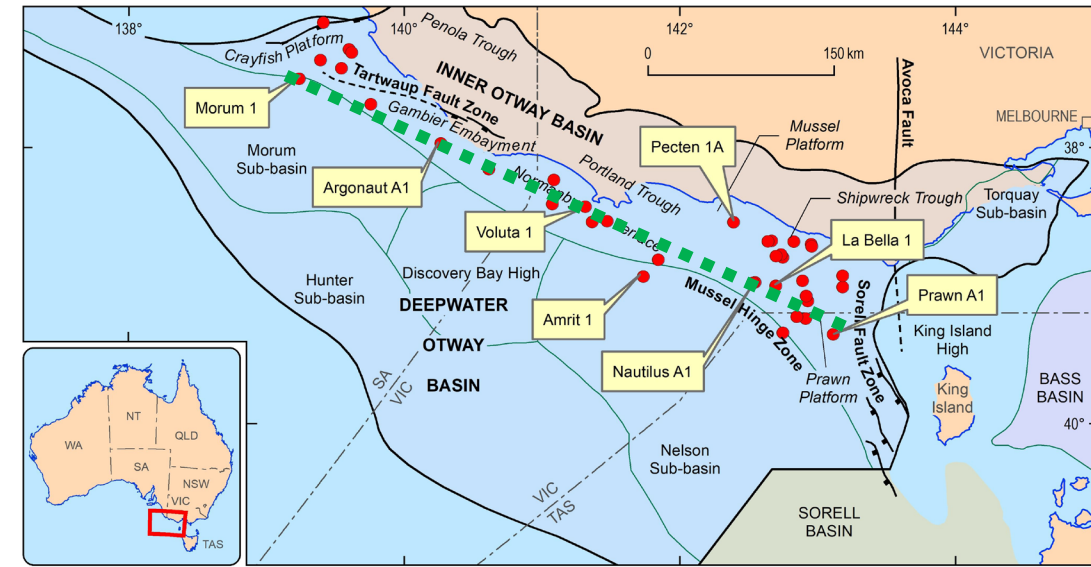 138°
140°
142°
144°
Crayfish Platform
Penola Trough
0
150 km
VICTORIA
Tartwaup Fault Zone
INNER OTWAY BASIN
Avoca Fault
Morum 1
Gambier Embayment
MELBOURNE
Mussel
Platform
38°
Pecten 1A
Morum
Sub-basin
Argonaut A1
Portland Trough
Shipwreck Trough
Torquay
Sub-basin
Voluta 1
La Bella 1
Hunter
Sub-basin
Discovery Bay High
Mussel Hinge Zone
Sorell Fault Zone
Prawn A1
DEEPWATER
OTWAY
BASIN
Amrit 1
King Island
High
Nautilus A1
Prawn
Platform
King
Island
BASS
BASIN
SA
VIC
40°
Nelson
Sub-basin
VIC
TAS
SORELL
BASIN
WA
NT
QLD
SA
NSW
VIC
TAS